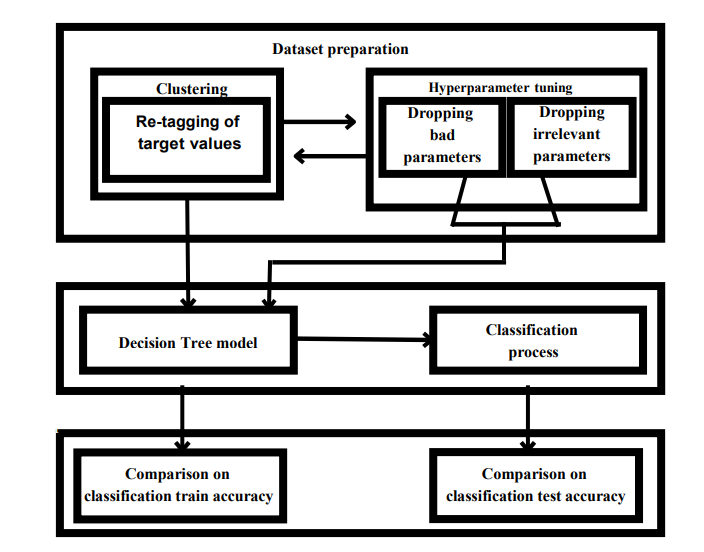 Dataset preparation
Clustering
Re-tagging of
target values
Hyperparameter tuning
Dropping
bad
parameters
Dropping
irrelevant
parameters
Decision Tree model
Classification
process
Comparison on
classification train accuracy
Comparison on
classification test accuracy